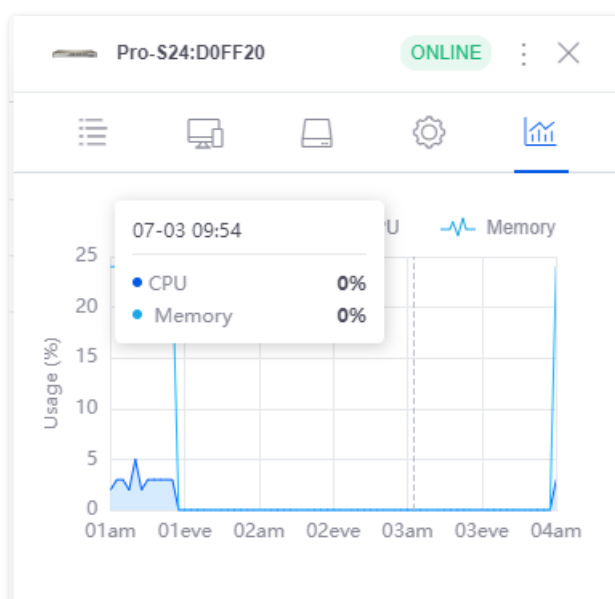 Pro-S24:D0FF20 ONLINE
07-03 09:54
CPU 0%
Memory 0%
Memory
Usage (%)
25
20
15
10
5
0
01am 01eve 02am 02eve 03am 03eve 04am